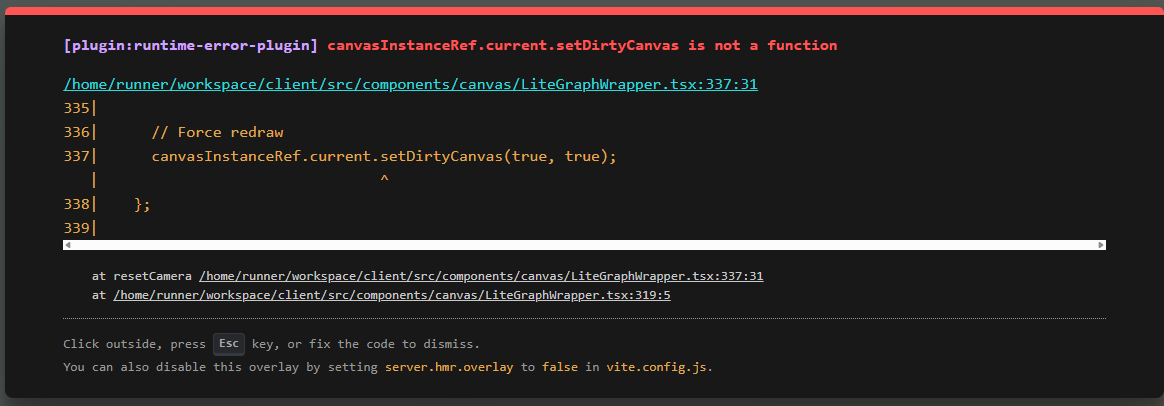 [plugin:runtime-error-plugin] canvasInstanceRef.current.setDirtyCanvas is not a function
/home/runner/workspace/client/src/components/canvas/LiteGraphWrapper.tsx:337:31
335|
336|      // Force redraw
337|      canvasInstanceRef.current.setDirtyCanvas(true, true);
   |                                ^
338|    };
339|
at resetCamera /home/runner/workspace/client/src/components/canvas/LiteGraphWrapper.tsx:337:31
at /home/runner/workspace/client/src/components/canvas/LiteGraphWrapper.tsx:319:5
Click outside, press Esc key, or fix the code to dismiss.
You can also disable this overlay by setting server.hmr.overlay to false in vite.config.js.